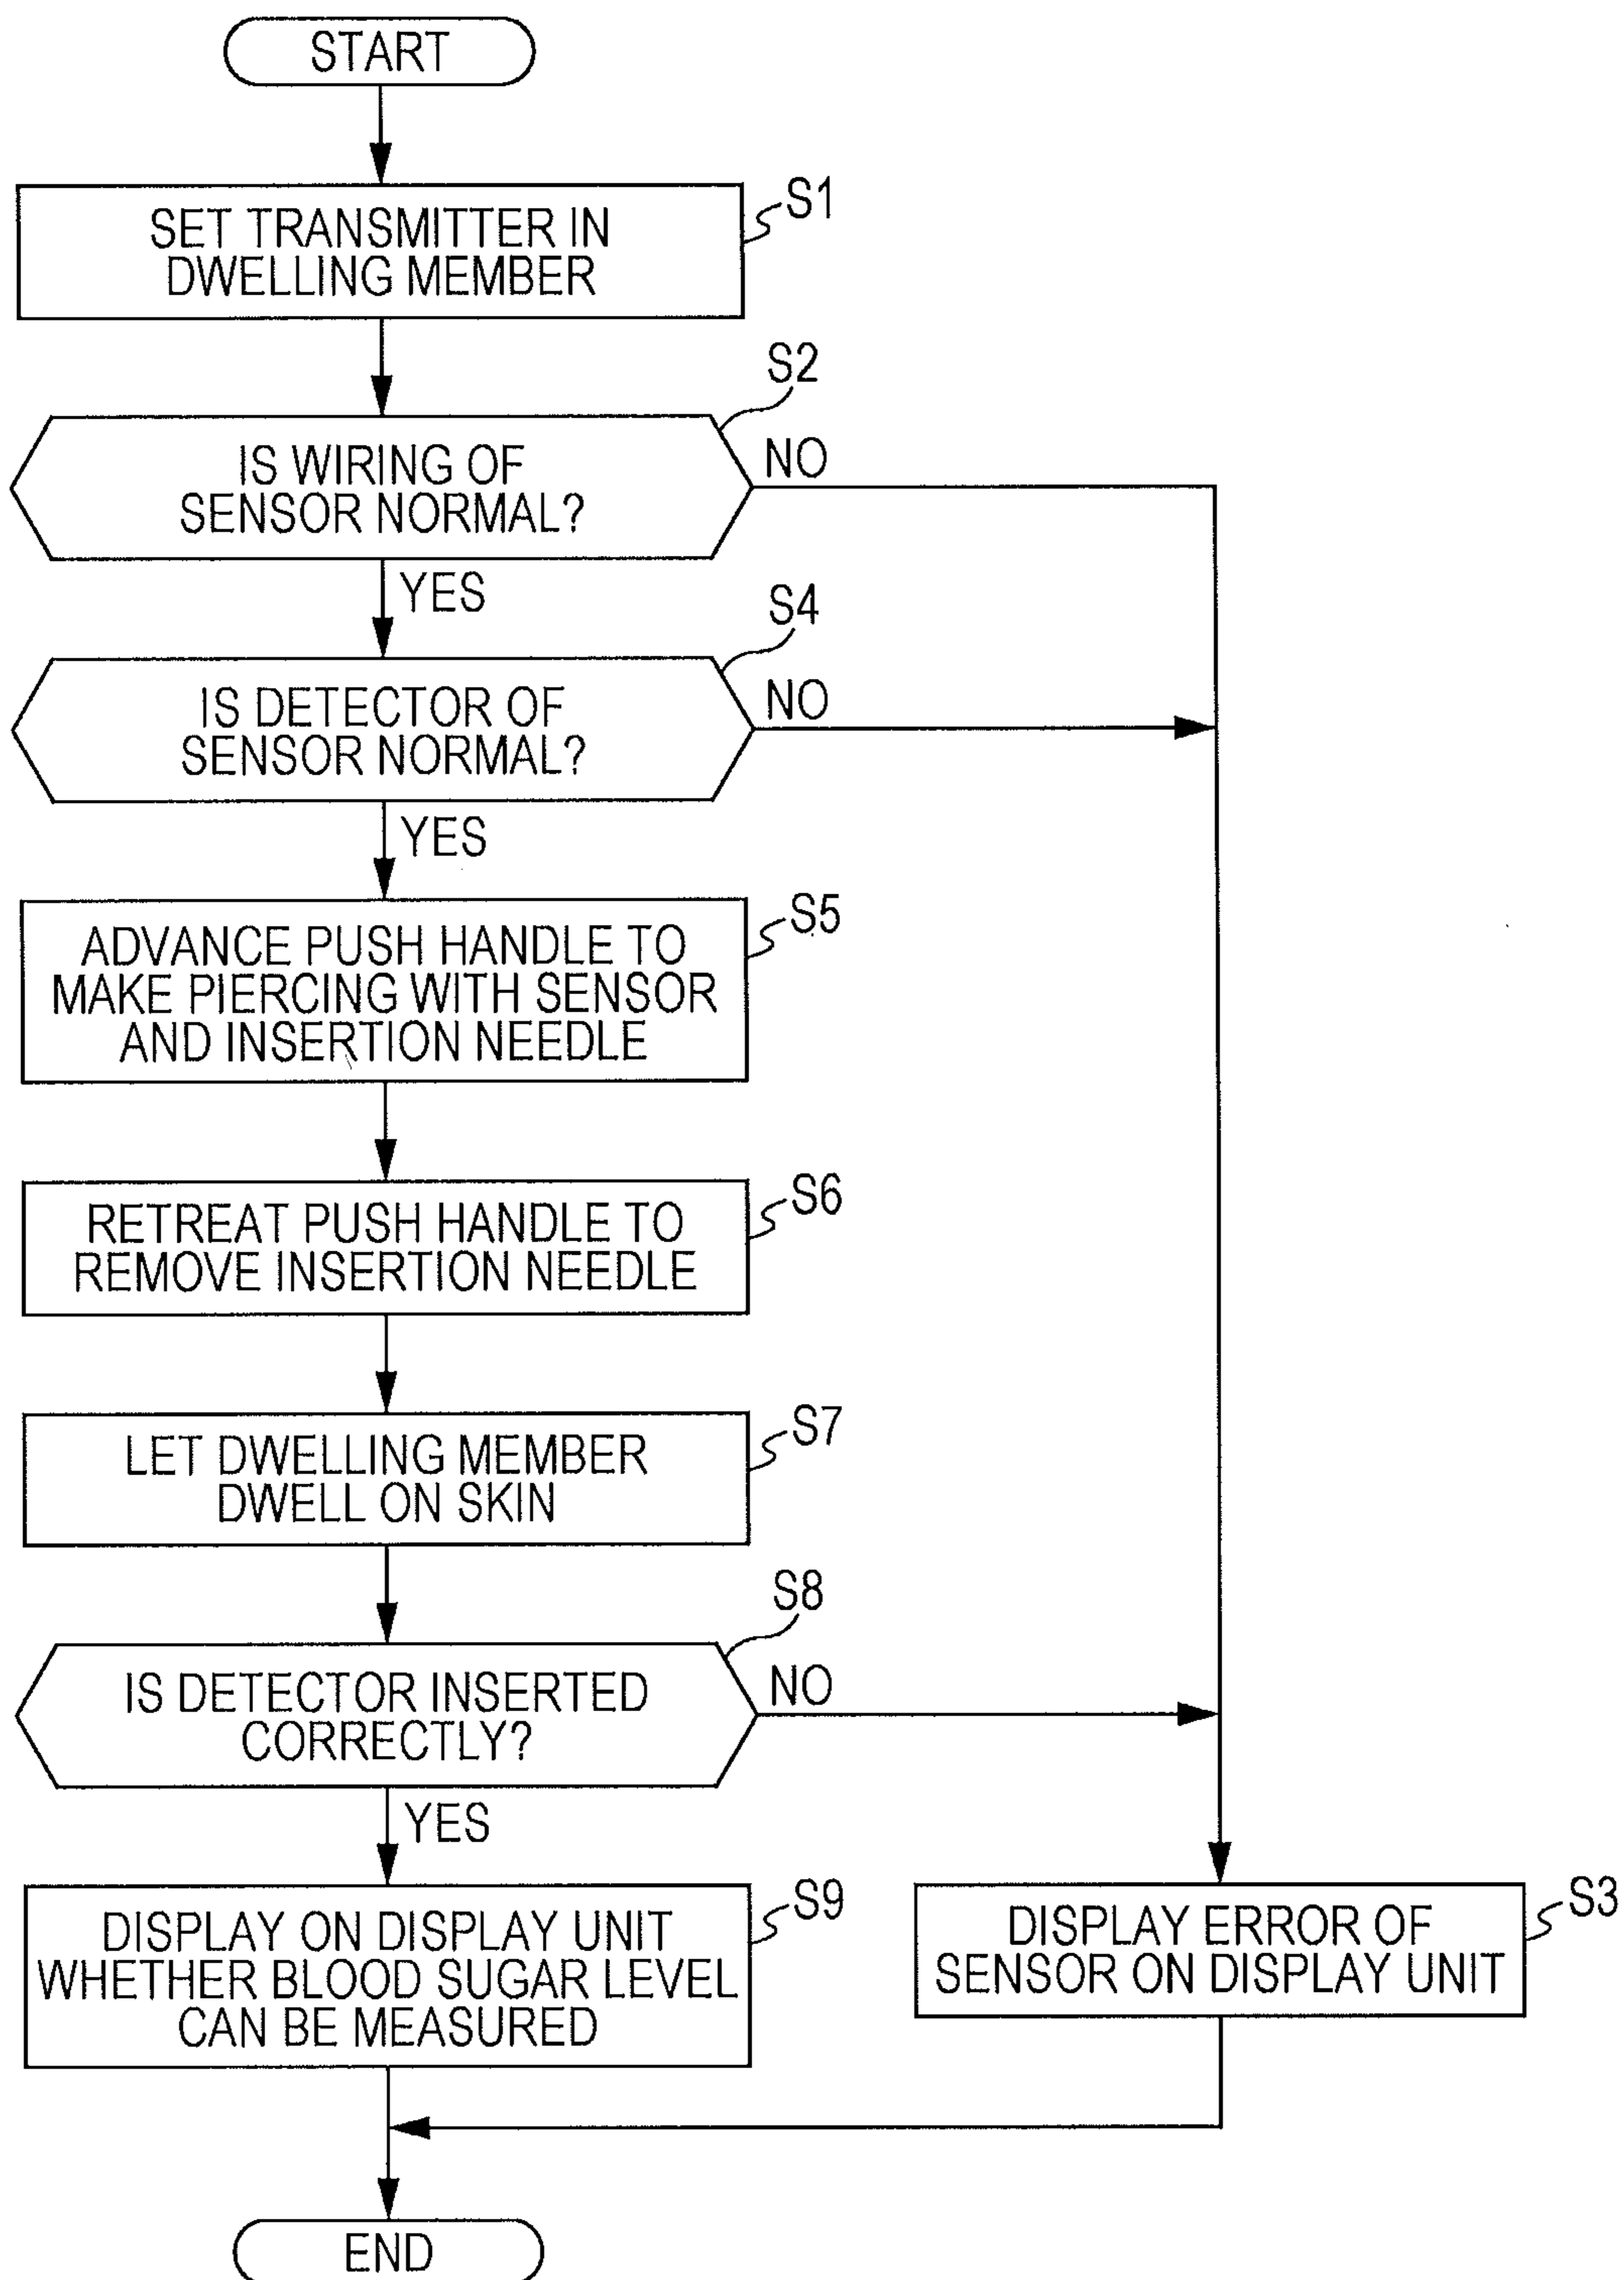 START
S1
SET TRANSMITTER IN
DWELLING MEMBER
S2
IS WIRING OF
SENSOR NORMAL?
NO
YES
S4
IS DETECTOR OF
SENSOR NORMAL?
NO
YES
S5
ADVANCE PUSH HANDLE TO
MAKE PIERCING WITH SENSOR
AND INSERTION NEEDLE
S6
RETREAT PUSH HANDLE TO
REMOVE INSERTION NEEDLE
S7
LET DWELLING MEMBER
DWELL ON SKIN
S8
IS DETECTOR INSERTED
CORRECTLY?
NO
YES
S9
DISPLAY ON DISPLAY UNIT
WHETHER BLOOD SUGAR LEVEL
CAN BE MEASURED
S3
DISPLAY ERROR OF
SENSOR ON DISPLAY UNIT
END